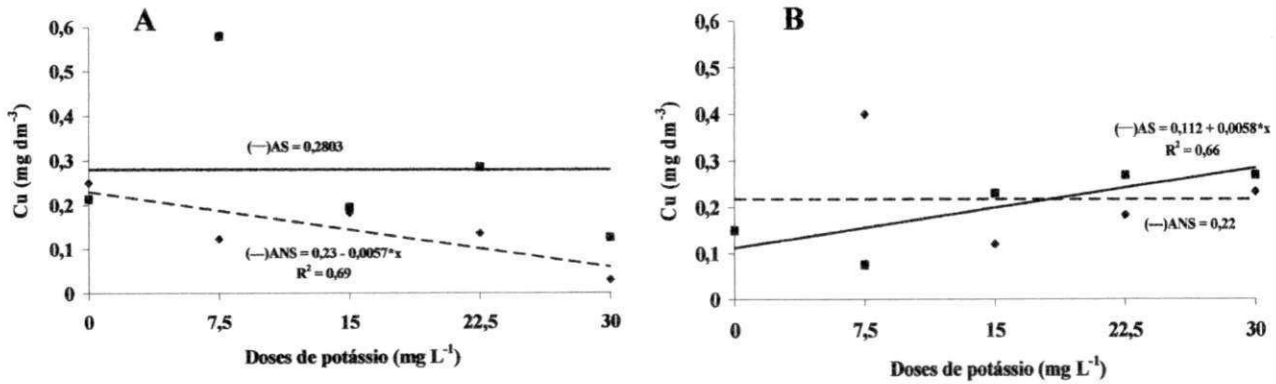 A
0,6
0,5
0,4
0,3
0,2
0,1
0
Cu (mg dm⁻³)
(—)AS = 0,2803
(---)ANS = 0,23 - 0,0057*x
R² = 0,69
0 7,5 15 22,5 30
Doses de potássio (mg L⁻¹)
B
0,6
0,5
0,4
0,3
0,2
0,1
0
Cu (mg dm⁻³)
(—)AS = 0,112 + 0,0058*x
R² = 0,66
(---)ANS = 0,22
0 7,5 15 22,5 30
Doses de potássio (mg L⁻¹)